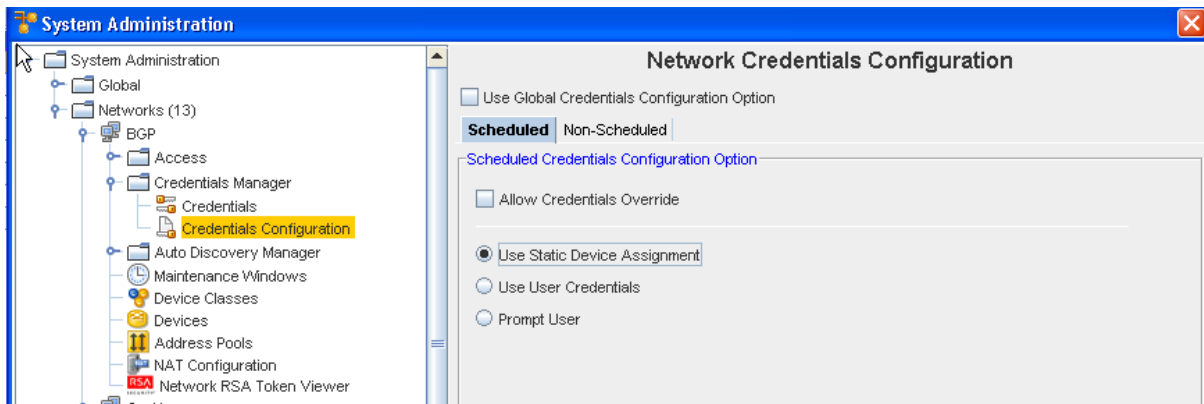 System Administration
System Administration
Global
Networks (13)
BGP
Access
Credentials Manager
Credentials
Credentials Configuration
Auto Discovery Manager
Maintenance Windows
Device Classes
Devices
Address Pools
NAT Configuration
RSA Network RSA Token Viewer
Network Credentials Configuration
Use Global Credentials Configuration Option
Scheduled Non-Scheduled
Scheduled Credentials Configuration Option
Allow Credentials Override
Use Static Device Assignment
Use User Credentials
Prompt User